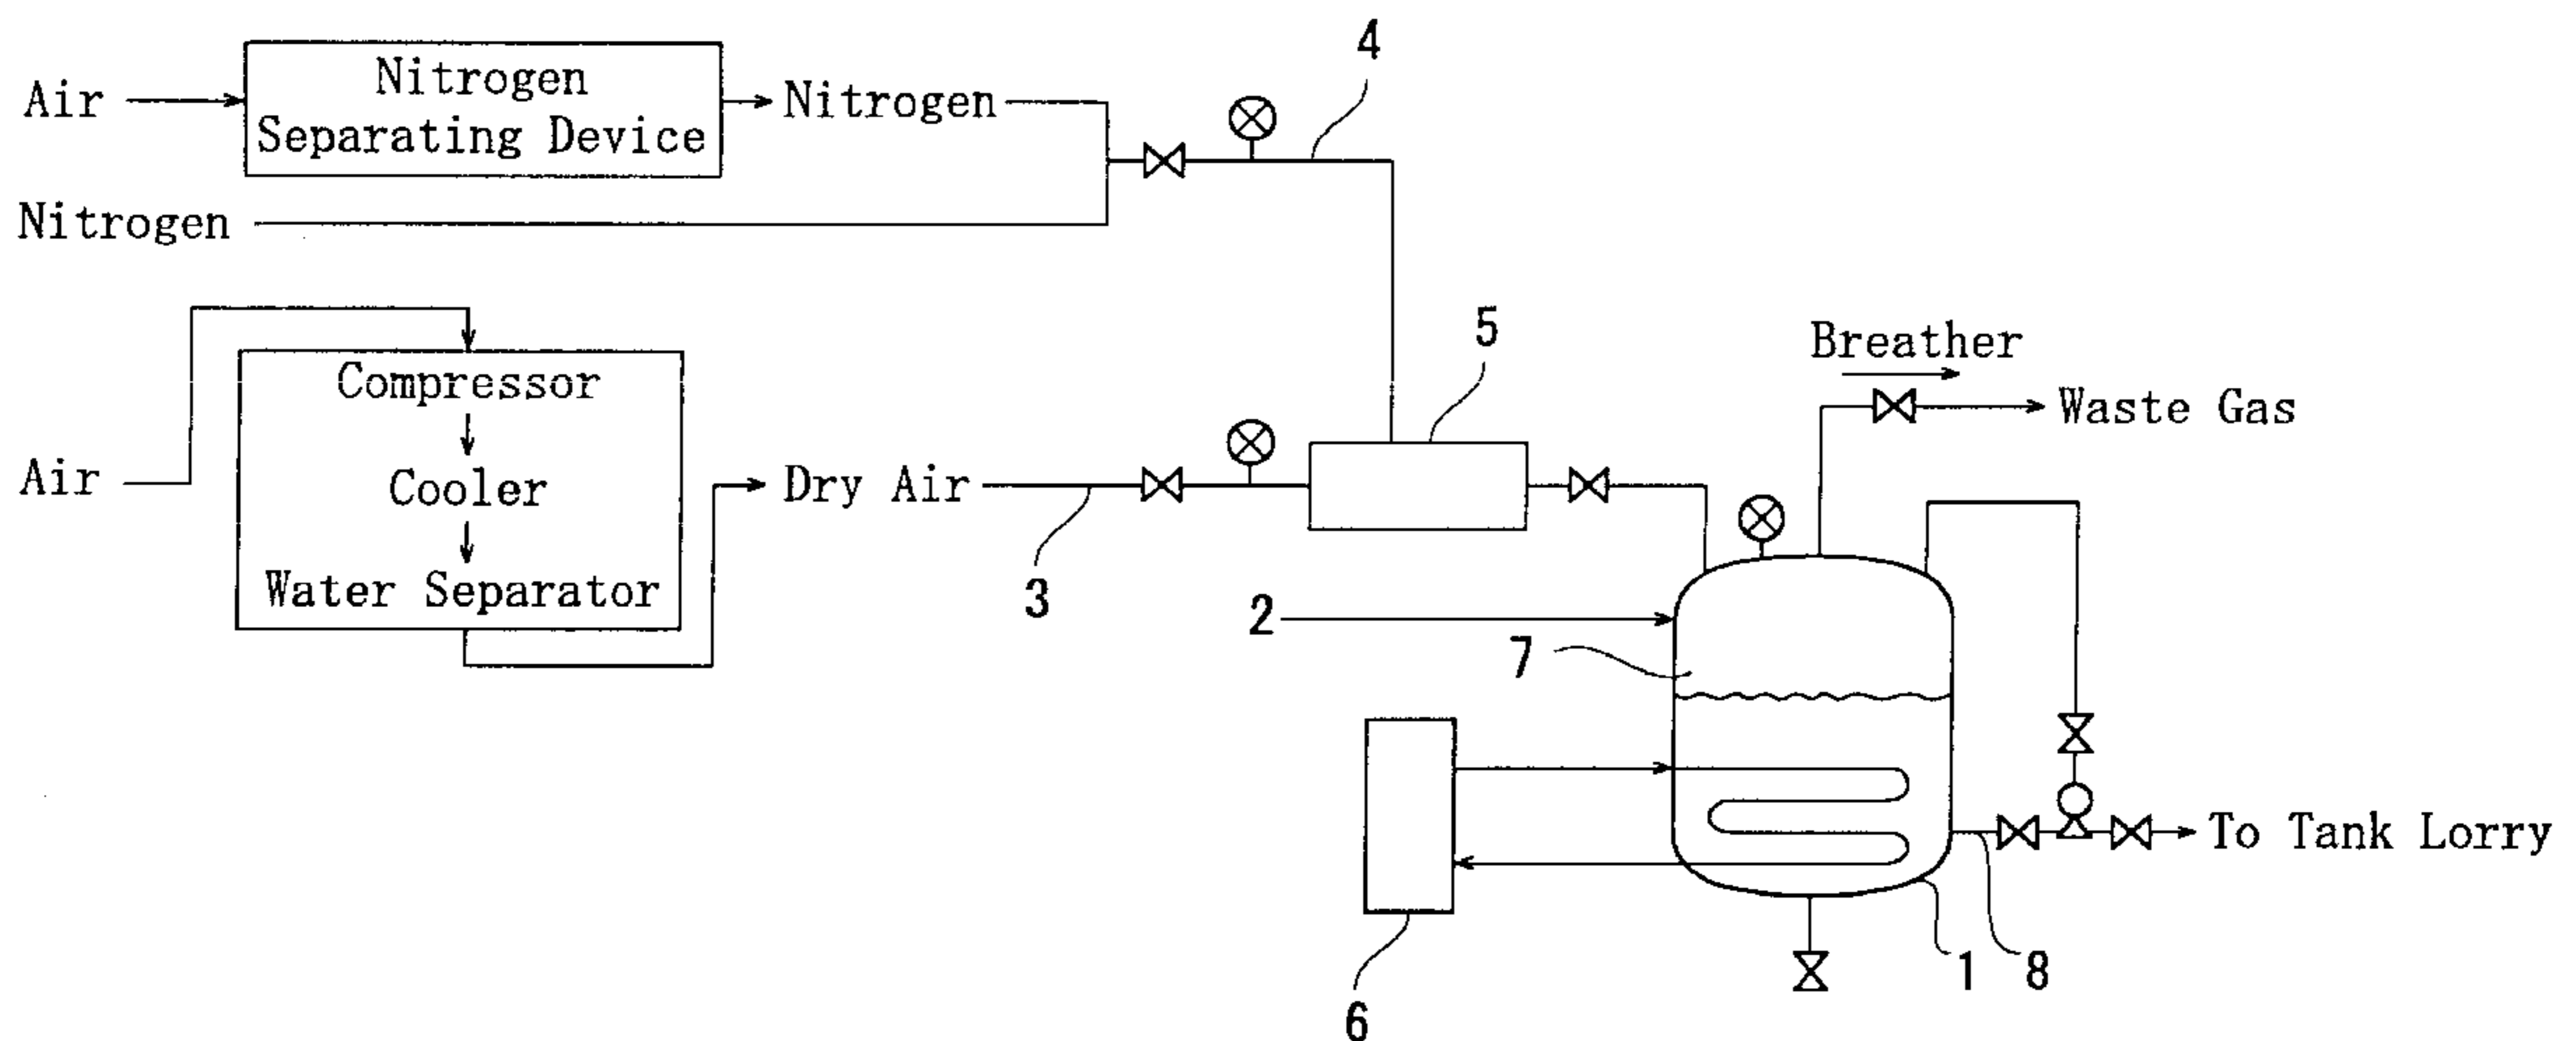 4
Air
Nitrogen
Separating Device
Nitrogen
Nitrogen
5
Breather
Waste Gas
Compressor
Air
Cooler
Dry Air
Water Separator
3
2
7
To Tank Lorry
1
8
6